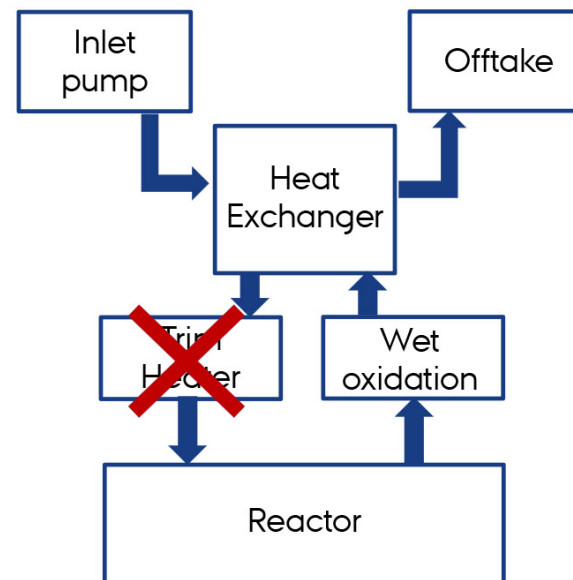 Inlet
pump
Offtake
Heat
Exchanger
Trim
Heater
Wet
oxidation
Reactor